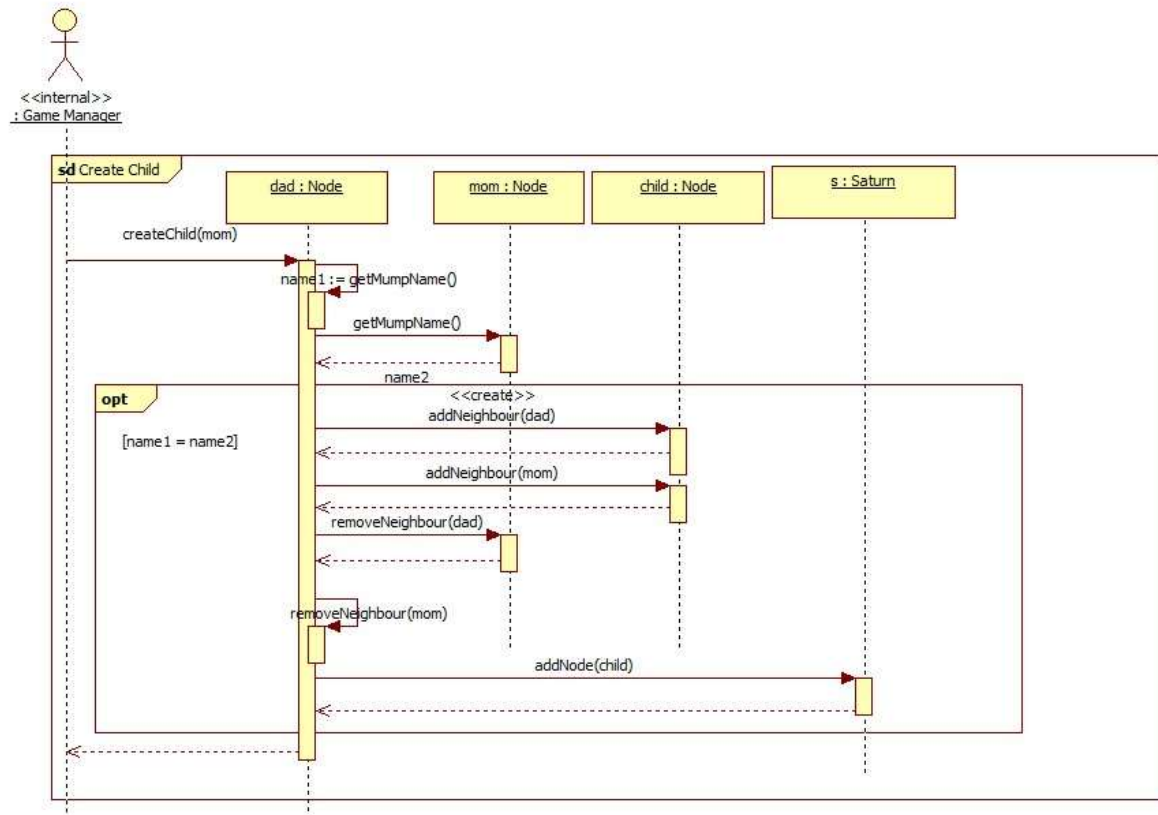 <<internal>>
: Game Manager
sd Create Child
dad : Node
mom : Node
child : Node
s : Saturn
createChild(mom)
name1 := getMumpName()
getMumpName()
name2
opt
<<create>>
addNeighbour(dad)
[name1 = name2]
addNeighbour(mom)
removeNeighbour(dad)
removeNeighbour(mom)
addNode(child)